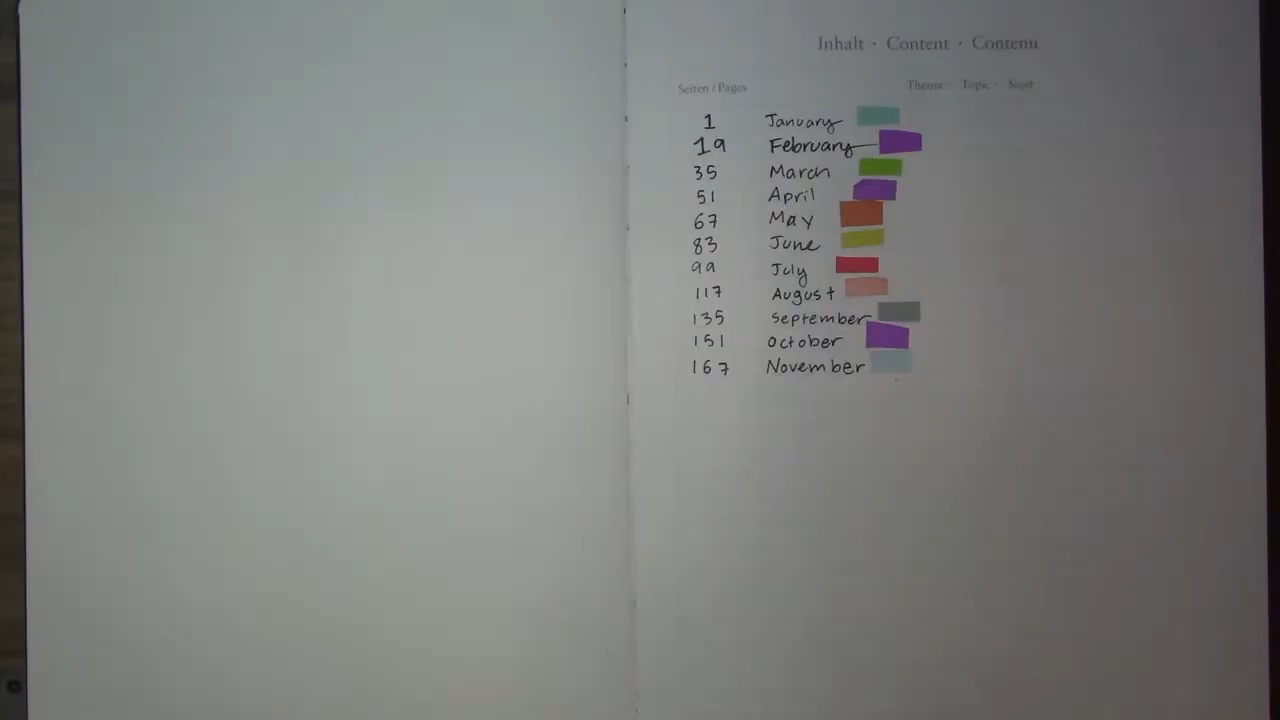 Inhalt · Content · Contenu
Seiten / Pages Thema · Topic · Sujet
1 January
19 February
35 March
51 April
67 May
83 June
99 July
117 August
135 September
151 October
167 November